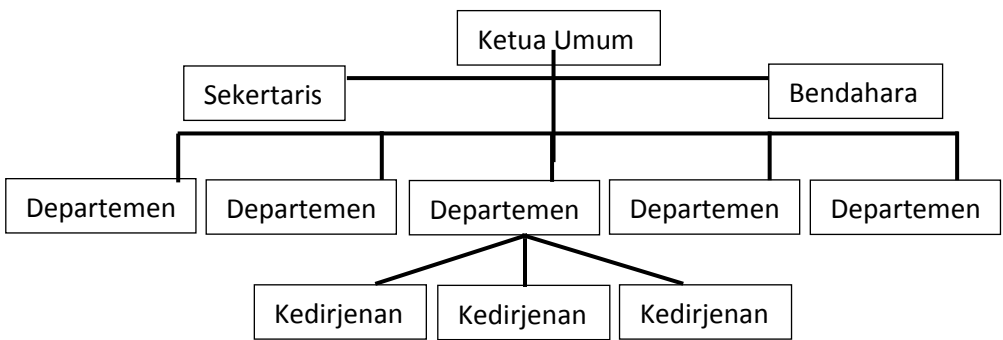 Ketua Umum
Sekertaris
Bendahara
Departemen
Departemen
Departemen
Departemen
Departemen
Kedirjenan
Kedirjenan
Kedirjenan